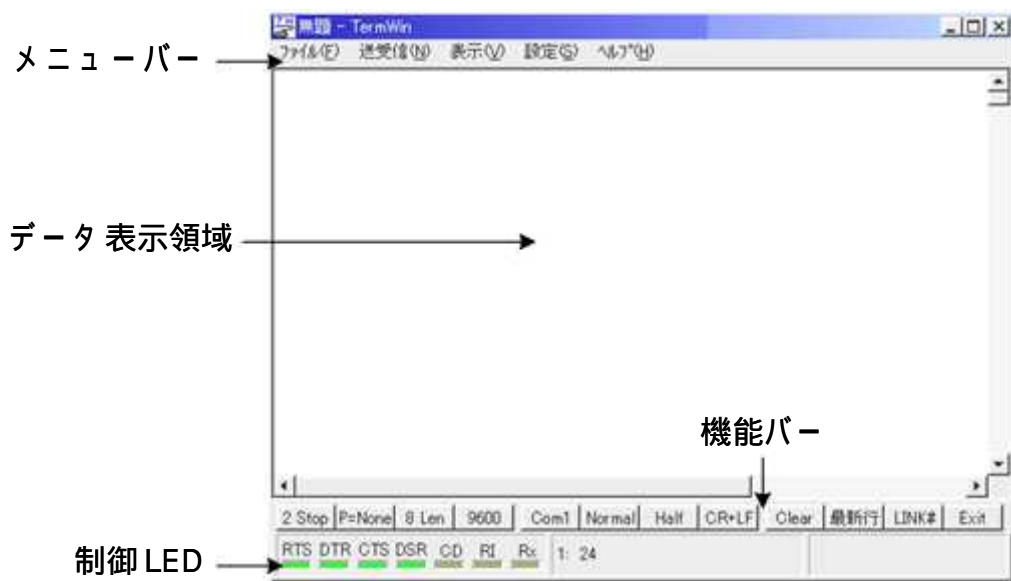 無題 - TermWin
メニューバー
ファイル(F) 送受信(N) 表示(V) 設定(S) ヘルプ(H)
データ表示領域
機能バー
2 Stop P=None 8 Len 9600 Com1 Normal Half CR+LF Clear 最新行 LINK# Exit
RTS DTR CTS DSR CD RI Rx 1: 24
制御 LED